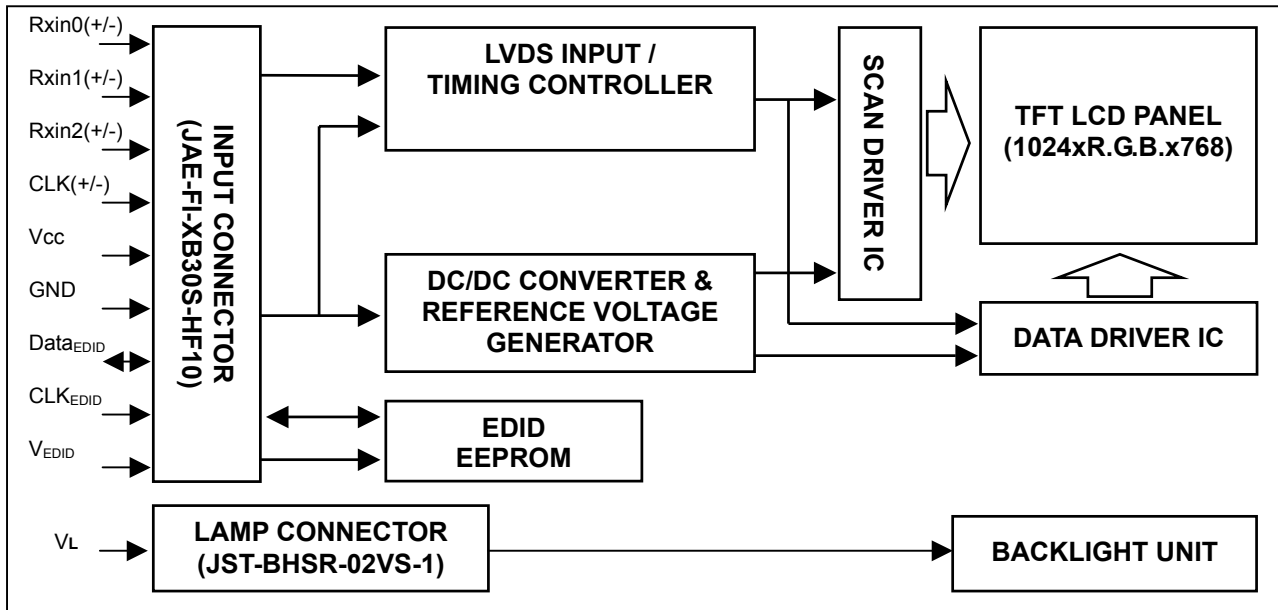 Rxin0(+/-)
Rxin1(+/-)
Rxin2(+/-)
CLK(+/-)
Vcc
GND
DataEDID
CLKEDID
VEDID
VL
INPUT CONNECTOR
(JAE-FI-XB30S-HF10)
LVDS INPUT /
TIMING CONTROLLER
DC/DC CONVERTER &
REFERENCE VOLTAGE
GENERATOR
EDID
EEPROM
SCAN DRIVER IC
TFT LCD PANEL
(1024xR.G.B.x768)
DATA DRIVER IC
LAMP CONNECTOR
(JST-BHSR-02VS-1)
BACKLIGHT UNIT